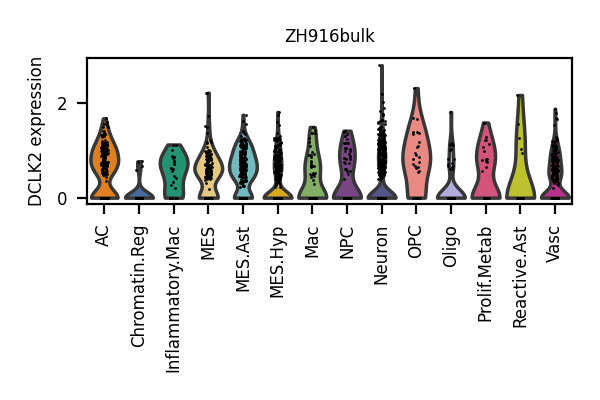 ZH916bulk
DCLK2 expression
2
0
AC
Chromatin.Reg
Inflammatory.Mac
MES
MES.Ast
MES.Hyp
Mac
NPC
Neuron
OPC
Oligo
Prolif.Metab
Reactive.Ast
Vasc